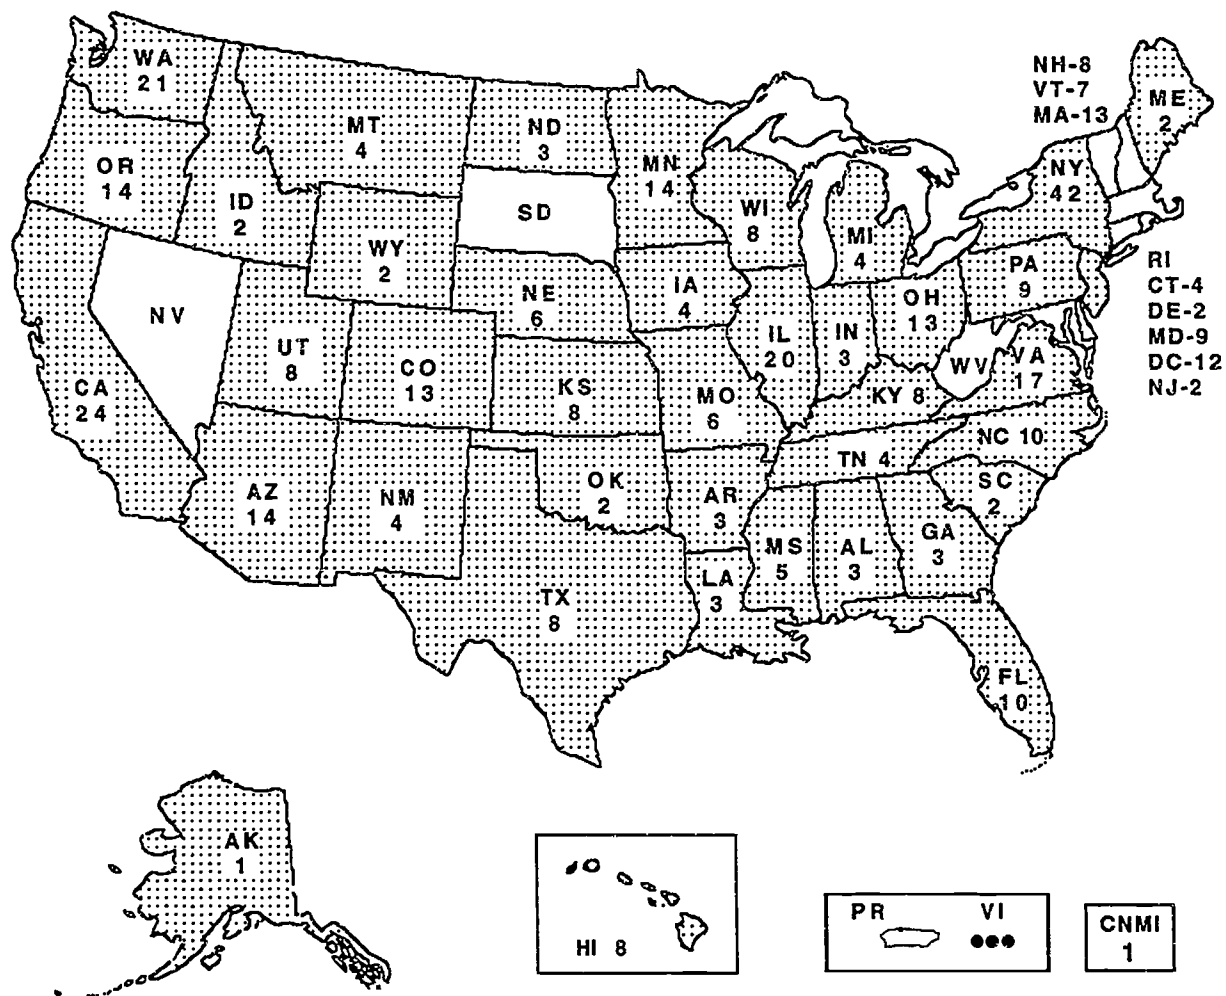 WA
21
NH-8
VT-7
MA-13
ME
2
MT
4
ND
3
MN
14
OR
14
ID
2
SD
WI
8
NY
42
WY
2
MI
4
RI
CT-4
DE-2
MD-9
DC-12
NJ-2
PA
9
NE
6
IA
4
OH
13
NV
UT
8
CO
13
IL
20
IN
3
WV
VA
17
CA
24
KS
8
MO
6
KY 8
NC 10
TN 4
AZ
14
NM
4
OK
2
AR
3
SC
2
GA
3
MS
5
AL
3
LA
3
TX
8
FL
10
AK
1
HI 8
PR
VI
CNMI
1